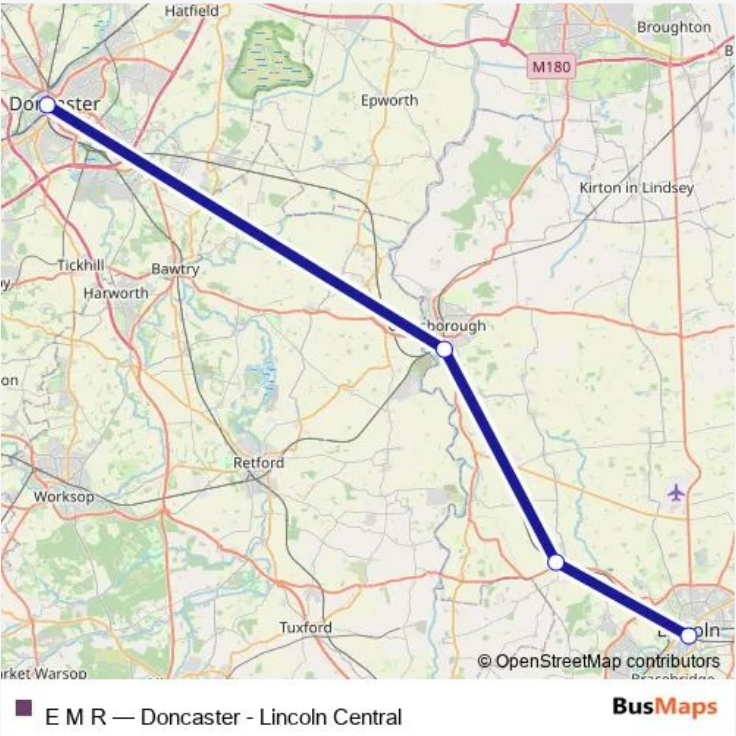 Hatfield
Broughton
M180
Epworth
Kirton in Lindsey
Tickhill
Bawtry
Harworth
Retford
Worksop
Tuxford
© OpenStreetMap contributors
E M R — Doncaster - Lincoln Central
BusMaps